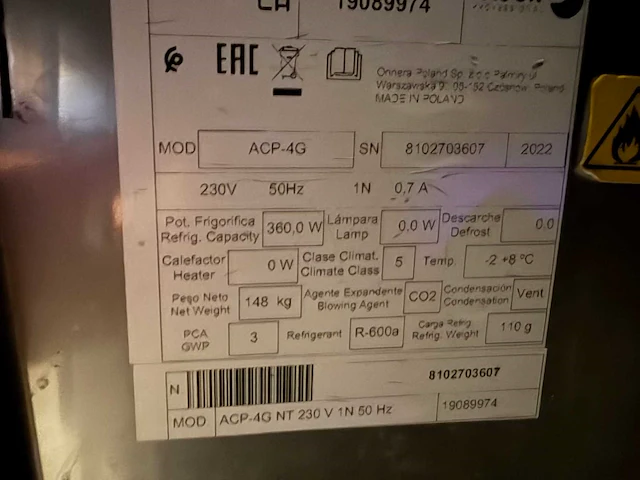 19089974
EAC
Onnera Poland Sp. z.o.o Palmiry ul
Warszawska 9, 05-152 Czosnów, Poland
MADE IN POLAND
MOD ACP-4G SN 8102703607 2022
230V 50Hz 1N 0,7 A
Pot. Frigorifica
Refrig. Capacity 360,0 W Lámpara
Lamp 0,0 W Descarche
Defrost 0,0
Calefactor
Heater 0 W Clase Climat.
Climate Class 5 Temp. -2 +8 ºC
Peso Neto
Net Weight 148 kg Agente Expandente
Blowing Agent CO2 Condensación
Condensation Vent
PCA
GWP 3 Refrigerant R-600a Carga Refrig.
Refrig. Weight 110 g
N 8102703607
MOD ACP-4G NT 230 V 1N 50 Hz 19089974